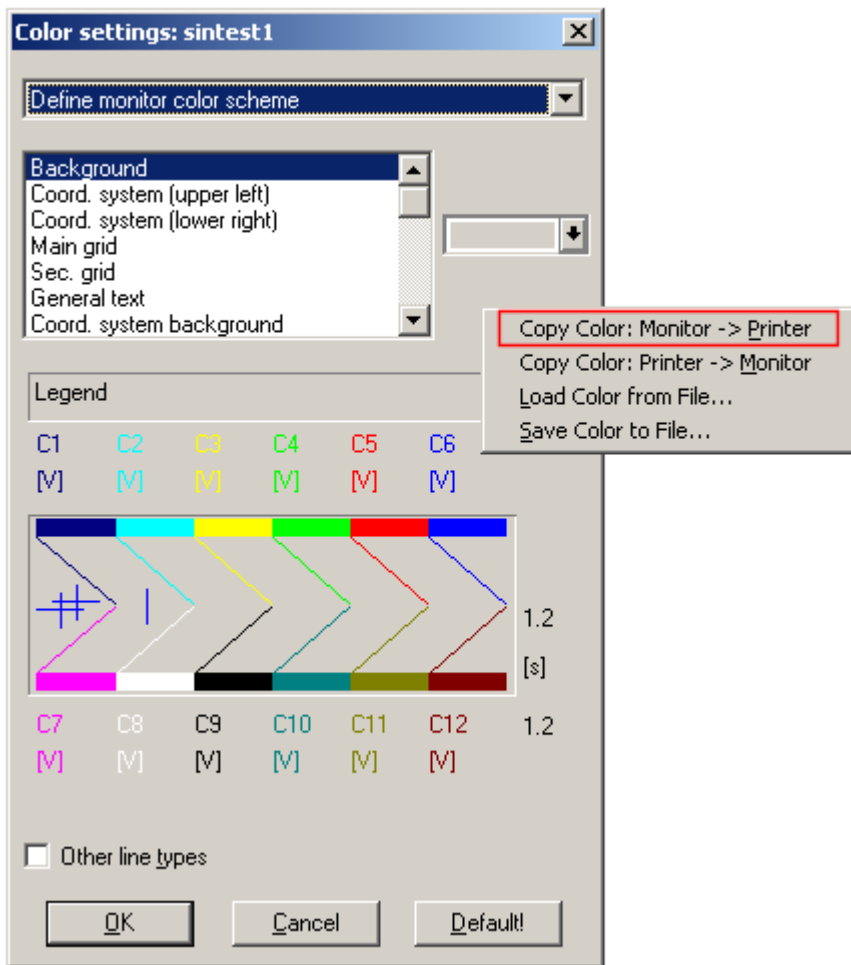 Color settings: sintest1
Define monitor color scheme
Background
Coord. system (upper left)
Coord. system (lower right)
Main grid
Sec. grid
General text
Coord. system background
Copy Color: Monitor -> Printer
Copy Color: Printer -> Monitor
Load Color from File...
Save Color to File...
Legend
C1 C2 C3 C4 C5 C6
[V] [V] [V] [V] [V] [V]
1.2
[s]
C7 C8 C9 C10 C11 C12 1.2
[V] [V] [V] [V] [V] [V]
Other line types
OK Cancel Default!